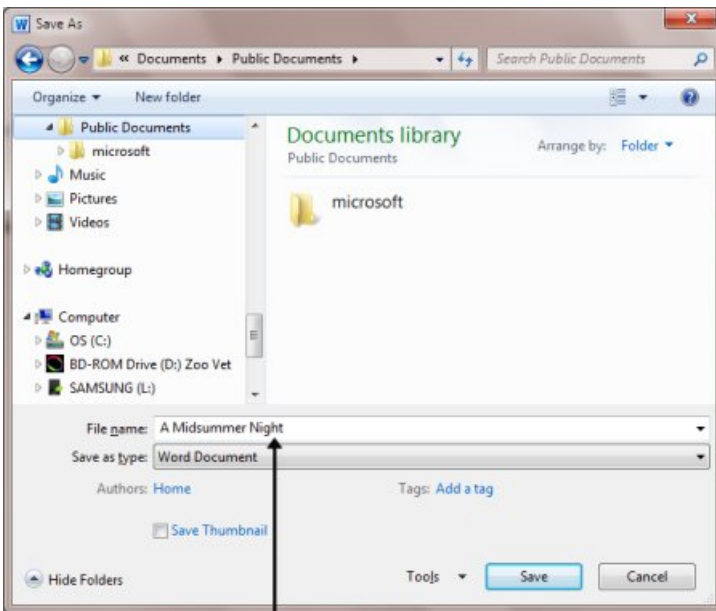 Save As
« Documents ▸ Public Documents ▸ Search Public Documents
Organize New folder
Public Documents
microsoft
Music
Pictures
Videos
Homegroup
Computer
OS (C:)
BD-ROM Drive (D:) Zoo Vet
SAMSUNG (L:)
Documents library
Public Documents
Arrange by: Folder
microsoft
File name: A Midsummer Night
Save as type: Word Document
Authors: Home Tags: Add a tag
Save Thumbnail
Hide Folders Tools Save Cancel